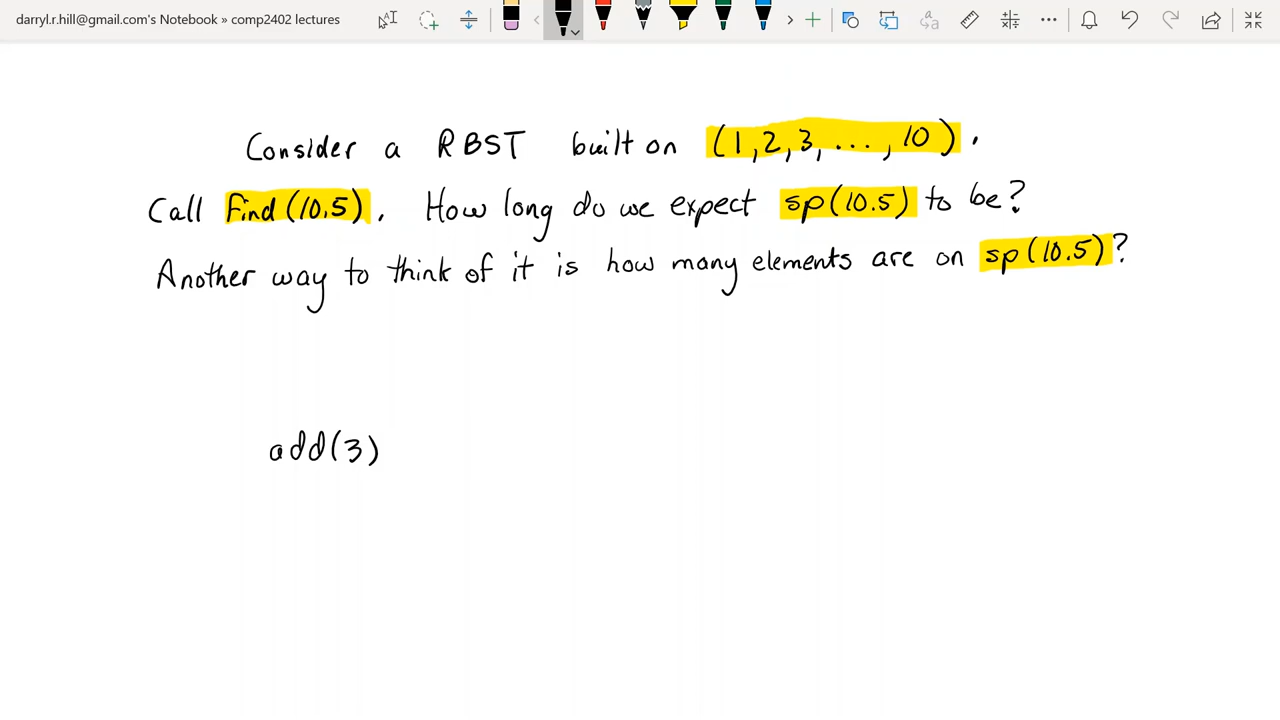 darryl.r.hill@gmail.com's Notebook » comp2402 lectures
Consider a RBST built on (1,2,3,...,10).
Call Find(10.5). How long do we expect sp(10.5) to be?
Another way to think of it is how many elements are on sp(10.5)?
add(3)